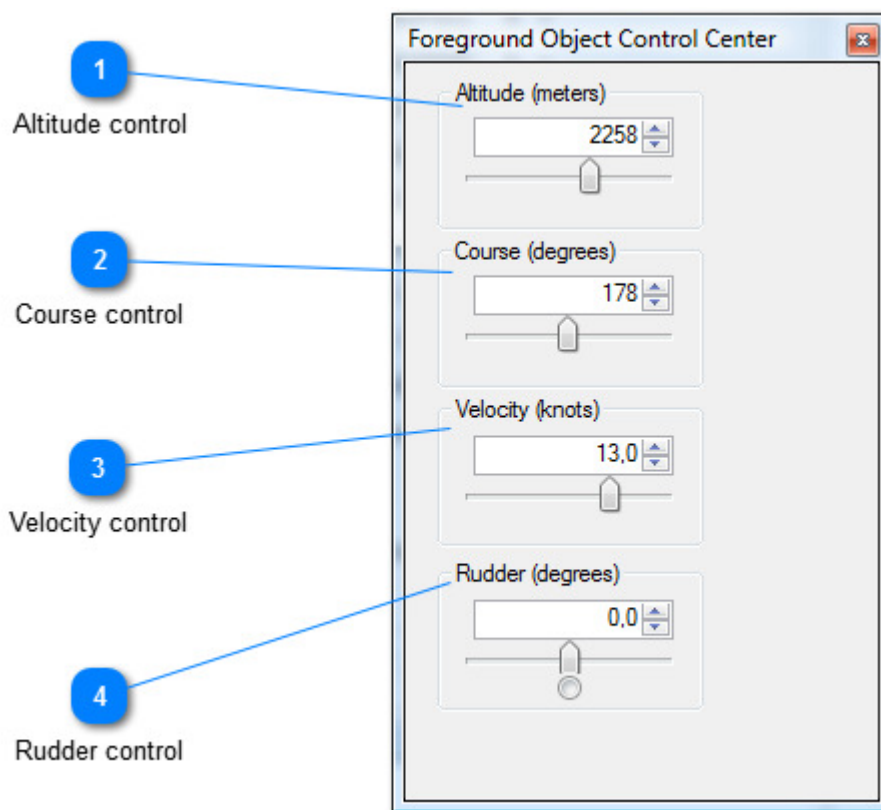 Foreground Object Control Center
1
Altitude control
Altitude (meters)
2258
2
Course control
Course (degrees)
178
3
Velocity control
Velocity (knots)
13,0
4
Rudder control
Rudder (degrees)
0,0